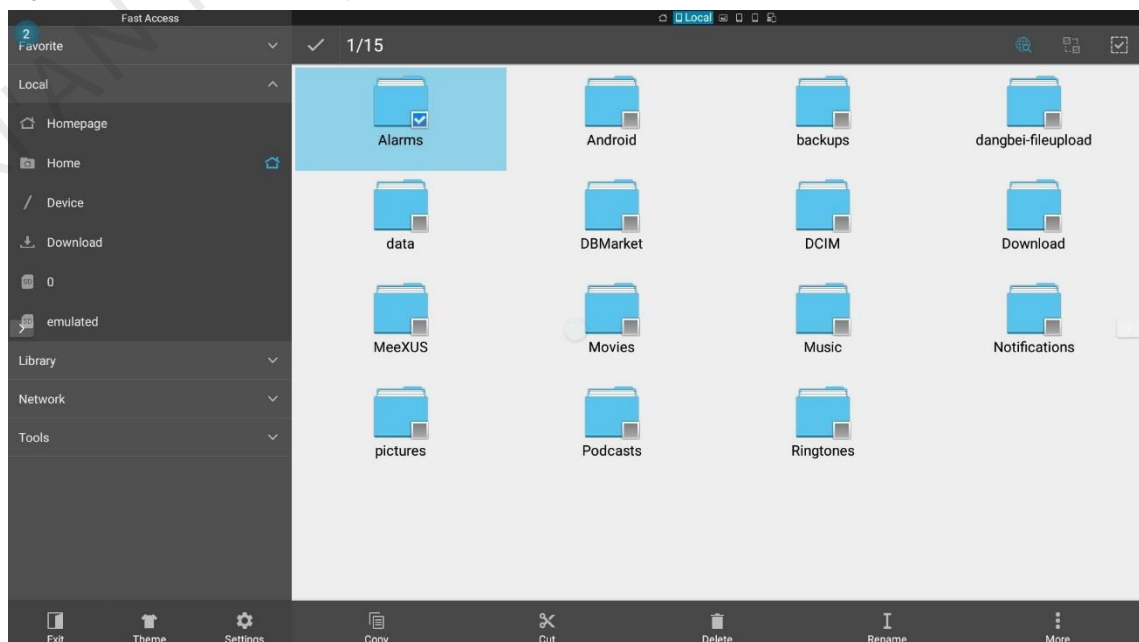 Fast Access
Local
2
Favorite
1/15
Local
Homepage
Home
Device
Download
0
emulated
Library
Network
Tools
Alarms
Android
backups
dangbei-fileupload
data
DBMarket
DCIM
Download
MeeXUS
Movies
Music
Notifications
pictures
Podcasts
Ringtones
Exit
Theme
Settings
Copy
Cut
Delete
Rename
More